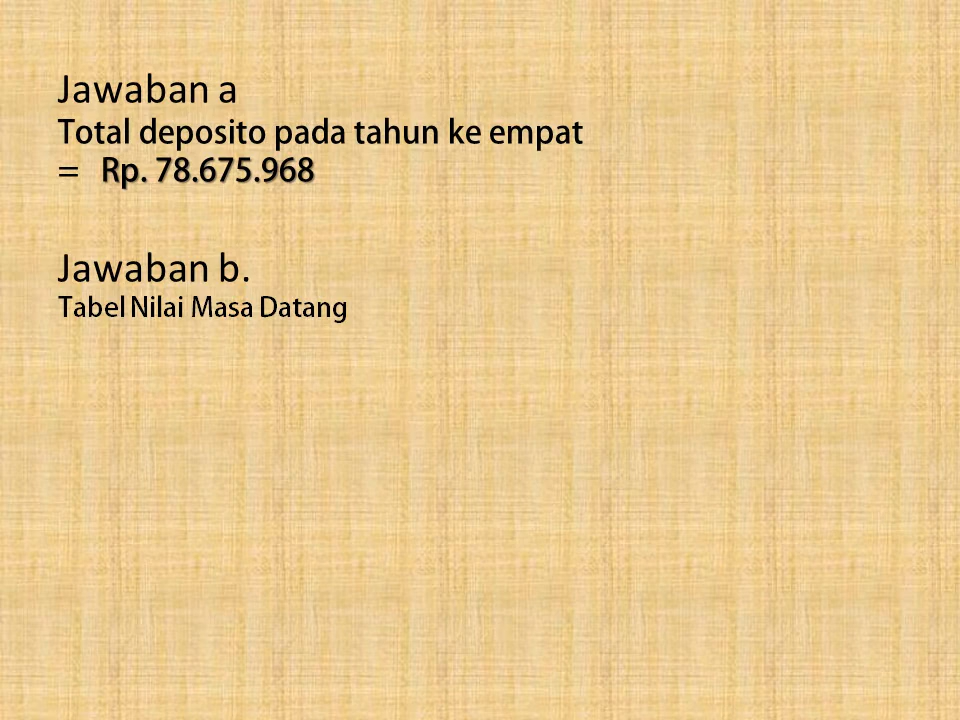 Jawaban a
Total deposito pada tahun ke empat
= Rp. 78.675.968
Jawaban b.
Tabel Nilai Masa Datang